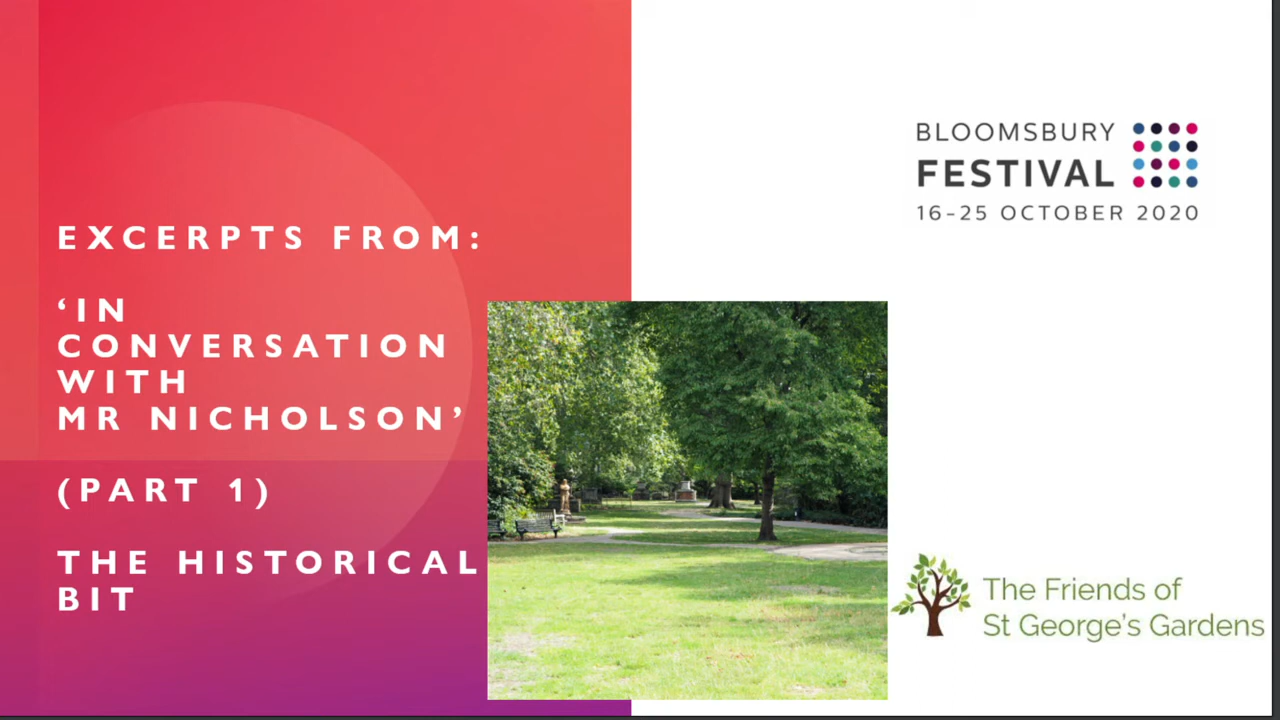 EXCERPTS FROM:
‘IN
CONVERSATION
WITH
MR NICHOLSON’
(PART 1)
THE HISTORICAL
BIT
BLOOMSBURY
FESTIVAL
16-25 OCTOBER 2020
The Friends of
St George’s Gardens